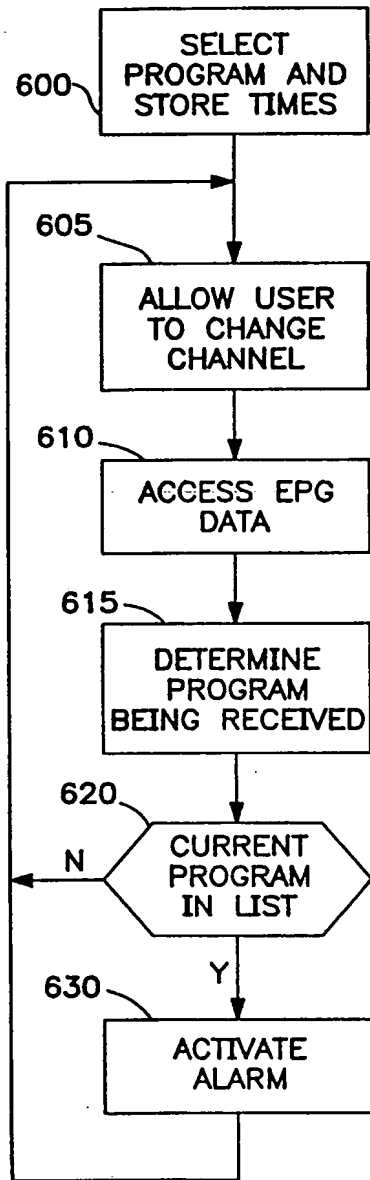 SELECT
PROGRAM AND
STORE TIMES
600
605
ALLOW USER
TO CHANGE
CHANNEL
610
ACCESS EPG
DATA
615
DETERMINE
PROGRAM
BEING RECEIVED
620
CURRENT
PROGRAM
IN LIST
N
Y
630
ACTIVATE
ALARM